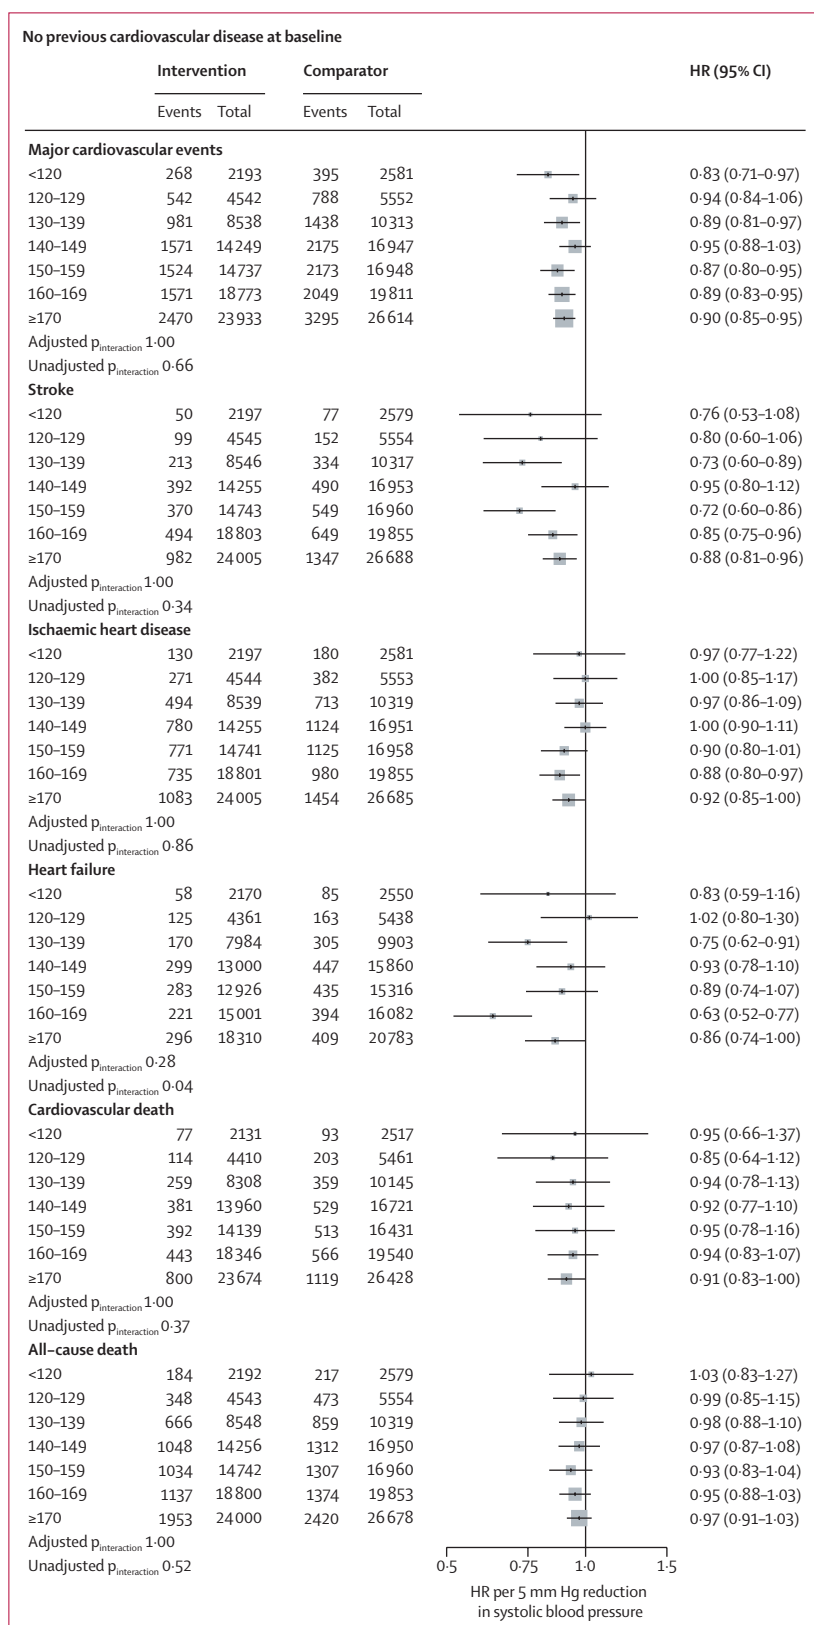 No previous cardiovascular disease at baseline
Intervention Comparator HR (95% CI)
Events Total Events Total
Major cardiovascular events
<120 268 2193 395 2581 0·83 (0·71–0·97)
120–129 542 4542 788 5552 0·94 (0·84–1·06)
130–139 981 8538 1438 10313 0·89 (0·81–0·97)
140–149 1571 14249 2175 16947 0·95 (0·88–1·03)
150–159 1524 14737 2173 16948 0·87 (0·80–0·95)
160–169 1571 18773 2049 19811 0·89 (0·83–0·95)
≥170 2470 23933 3295 26614 0·90 (0·85–0·95)
Adjusted pinteraction 1·00
Unadjusted pinteraction 0·66
Stroke
<120 50 2197 77 2579 0·76 (0·53–1·08)
120–129 99 4545 152 5554 0·80 (0·60–1·06)
130–139 213 8546 334 10317 0·73 (0·60–0·89)
140–149 392 14255 490 16953 0·95 (0·80–1·12)
150–159 370 14743 549 16960 0·72 (0·60–0·86)
160–169 494 18803 649 19855 0·85 (0·75–0·96)
≥170 982 24005 1347 26688 0·88 (0·81–0·96)
Adjusted pinteraction 1·00
Unadjusted pinteraction 0·34
Ischaemic heart disease
<120 130 2197 180 2581 0·97 (0·77–1·22)
120–129 271 4544 382 5553 1·00 (0·85–1·17)
130–139 494 8539 713 10319 0·97 (0·86–1·09)
140–149 780 14255 1124 16951 1·00 (0·90–1·11)
150–159 771 14741 1125 16958 0·90 (0·80–1·01)
160–169 735 18801 980 19855 0·88 (0·80–0·97)
≥170 1083 24005 1454 26685 0·92 (0·85–1·00)
Adjusted pinteraction 1·00
Unadjusted pinteraction 0·86
Heart failure
<120 58 2170 85 2550 0·83 (0·59–1·16)
120–129 125 4361 163 5438 1·02 (0·80–1·30)
130–139 170 7984 305 9903 0·75 (0·62–0·91)
140–149 299 13000 447 15860 0·93 (0·78–1·10)
150–159 283 12926 435 15316 0·89 (0·74–1·07)
160–169 221 15001 394 16082 0·63 (0·52–0·77)
≥170 296 18310 409 20783 0·86 (0·74–1·00)
Adjusted pinteraction 0·28
Unadjusted pinteraction 0·04
Cardiovascular death
<120 77 2131 93 2517 0·95 (0·66–1·37)
120–129 114 4410 203 5461 0·85 (0·64–1·12)
130–139 259 8308 359 10145 0·94 (0·78–1·13)
140–149 381 13960 529 16721 0·92 (0·77–1·10)
150–159 392 14139 513 16431 0·95 (0·78–1·16)
160–169 443 18346 566 19540 0·94 (0·83–1·07)
≥170 800 23674 1119 26428 0·91 (0·83–1·00)
Adjusted pinteraction 1·00
Unadjusted pinteraction 0·37
All–cause death
<120 184 2192 217 2579 1·03 (0·83–1·27)
120–129 348 4543 473 5554 0·99 (0·85–1·15)
130–139 666 8548 859 10319 0·98 (0·88–1·10)
140–149 1048 14256 1312 16950 0·97 (0·87–1·08)
150–159 1034 14742 1307 16960 0·93 (0·83–1·04)
160–169 1137 18800 1374 19853 0·95 (0·88–1·03)
≥170 1953 24000 2420 26678 0·97 (0·91–1·03)
Adjusted pinteraction 1·00
Unadjusted pinteraction 0·52
0·5 0·75 1·0 1·5
HR per 5 mm Hg reduction
in systolic blood pressure